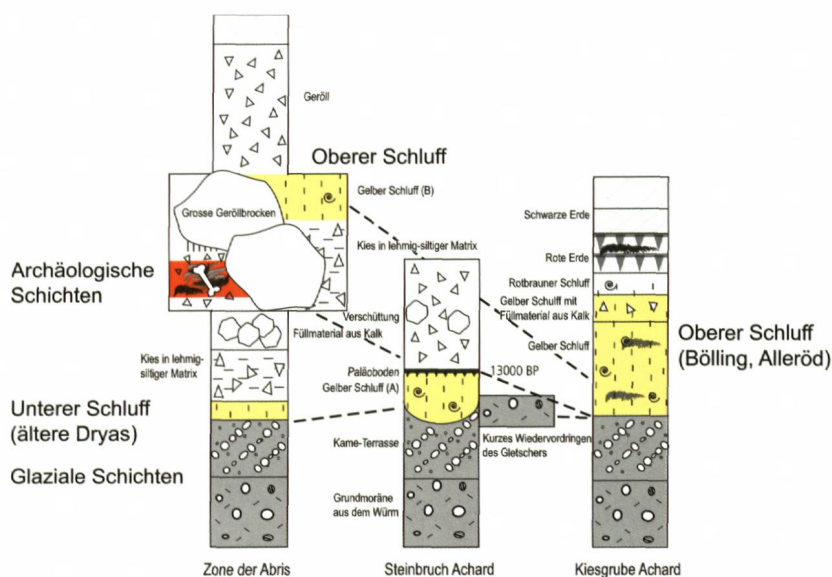 Geröll
Oberer Schluff
Gelber Schluff (B)
Grosse Geröllbrocken
Schwarze Erde
Kies in lehmig-siltiger Matrix
Rote Erde
Archäologische
Schichten
Rotbrauner Schluff
Gelber Schulff mit
Füllmaterial aus Kalk
Verschüttung
Füllmaterial aus Kalk
Oberer Schluff
(Bölling, Alleröd)
Gelber Schluff
Kies in lehmig-
siltiger Matrix
Paläoboden
13000 BP
Gelber Schluff (A)
Unterer Schluff
(ältere Dryas)
Kame-Terrasse
Kurzes Wiedervordringen
des Gletschers
Glaziale Schichten
Grundmoräne
aus dem Würm
Zone der Abris
Steinbruch Achard
Kiesgrube Achard